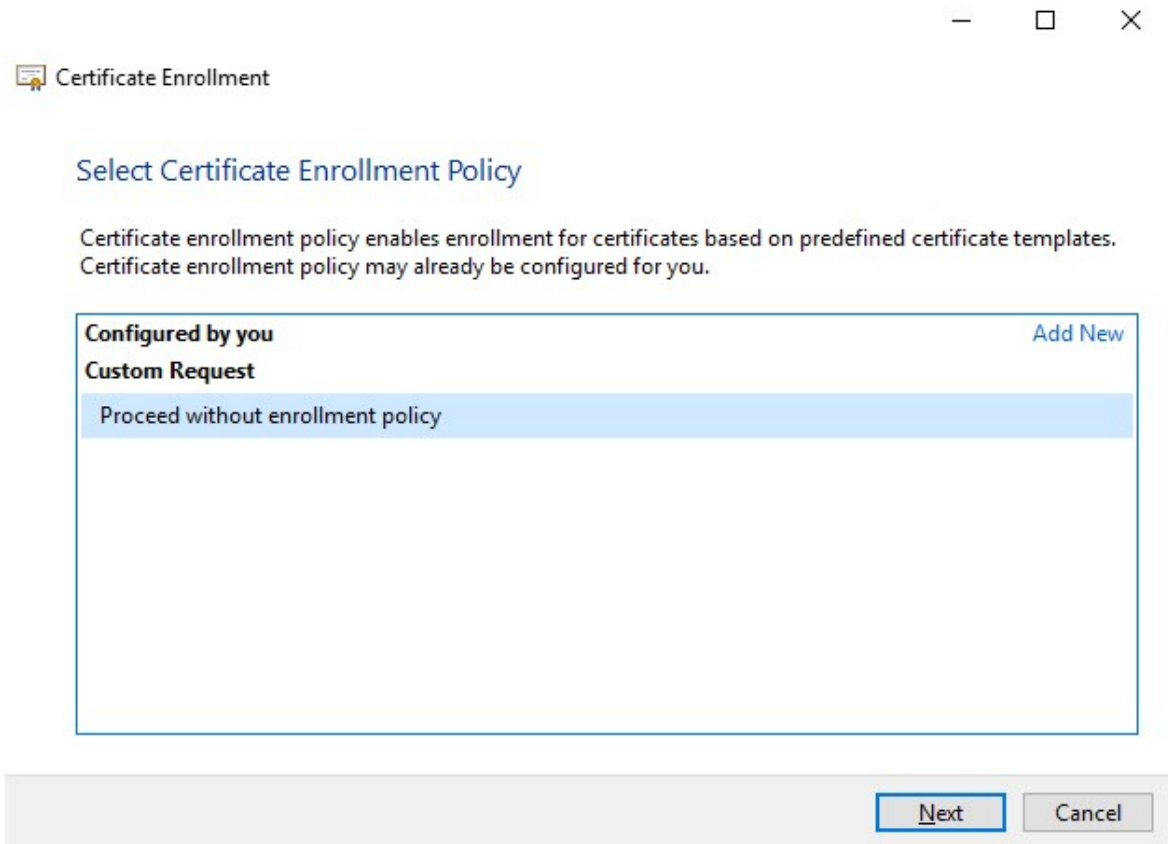 Certificate Enrollment
Select Certificate Enrollment Policy
Certificate enrollment policy enables enrollment for certificates based on predefined certificate templates.
Certificate enrollment policy may already be configured for you.
Configured by you Add New
Custom Request
Proceed without enrollment policy
Next Cancel